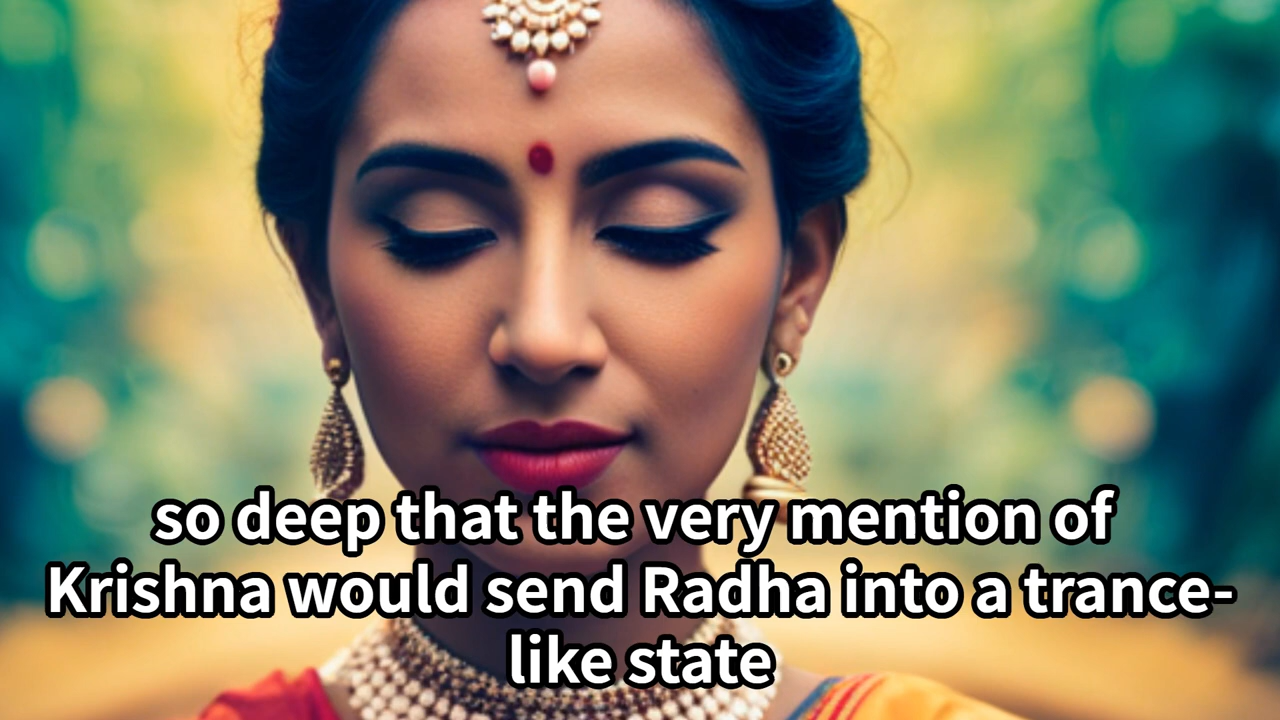 so deep that the very mention of
Krishna would send Radha into a trance-
like state